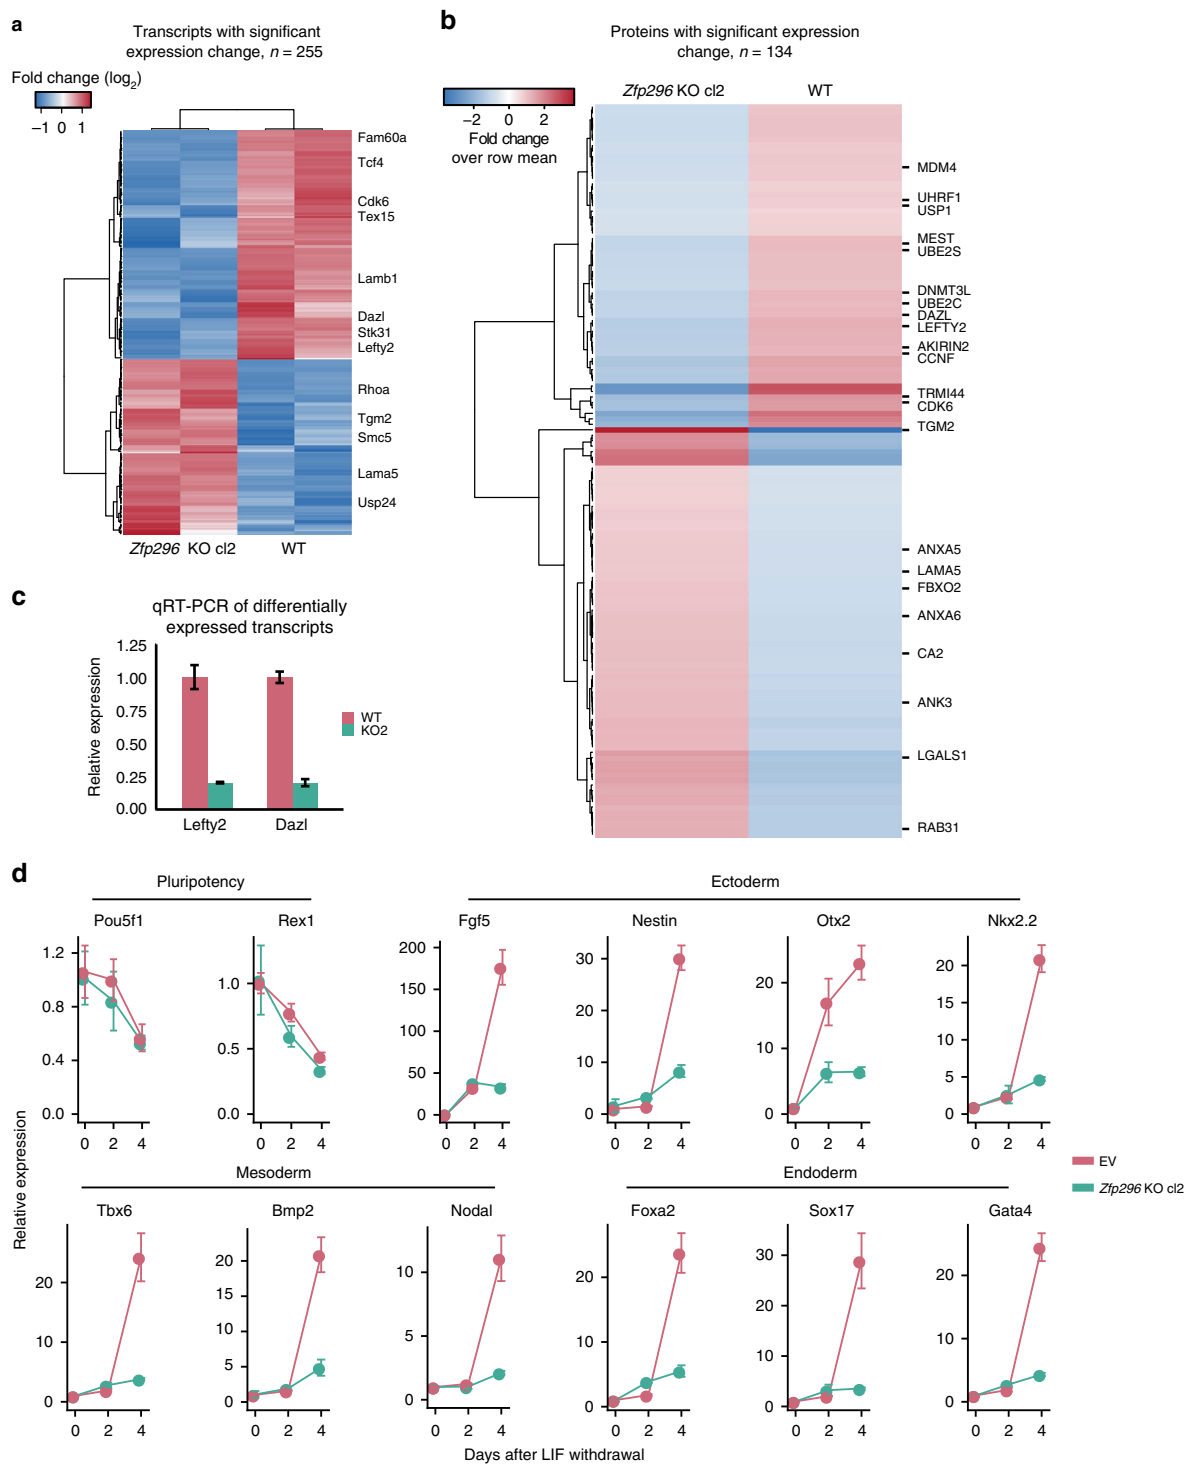 a
Transcripts with significant
expression change, n = 255
Fold change (log2)
−1 0 1
Fam60a
Tcf4
Cdk6
Tex15
Lamb1
Dazl
Stk31
Lefty2
Rhoa
Tgm2
Smc5
Lama5
Usp24
Zfp296 KO cl2 WT
b
Proteins with significant expression
change, n = 134
Zfp296 KO cl2 WT
−2 0 2
Fold change
over row mean
MDM4
UHRF1
USP1
MEST
UBE2S
DNMT3L
UBE2C
DAZL
LEFTY2
AKIRIN2
CCNF
TRMI44
CDK6
TGM2
ANXA5
LAMA5
FBXO2
ANXA6
CA2
ANK3
LGALS1
RAB31
c
qRT-PCR of differentially
expressed transcripts
Relative expression
1.25
1.00
0.75
0.50
0.25
0.00
Lefty2 Dazl
WT
KO2
d
Pluripotency
Ectoderm
Pou5f1
1.2
0.8
0.4
0.0
0 2 4
Rex1
1.0
0.5
0.0
0 2 4
Fgf5
200
150
100
50
0
0 2 4
Nestin
30
20
10
0
0 2 4
Otx2
20
10
0
0 2 4
Nkx2.2
20
15
10
5
0
0 2 4
EV
Zfp296 KO cl2
Relative expression
Mesoderm
Endoderm
Tbx6
20
10
0
0 2 4
Bmp2
20
15
10
5
0
0 2 4
Nodal
10
5
0
0 2 4
Foxa2
20
10
0
0 2 4
Sox17
30
20
10
0
0 2 4
Gata4
20
10
0
0 2 4
Days after LIF withdrawal